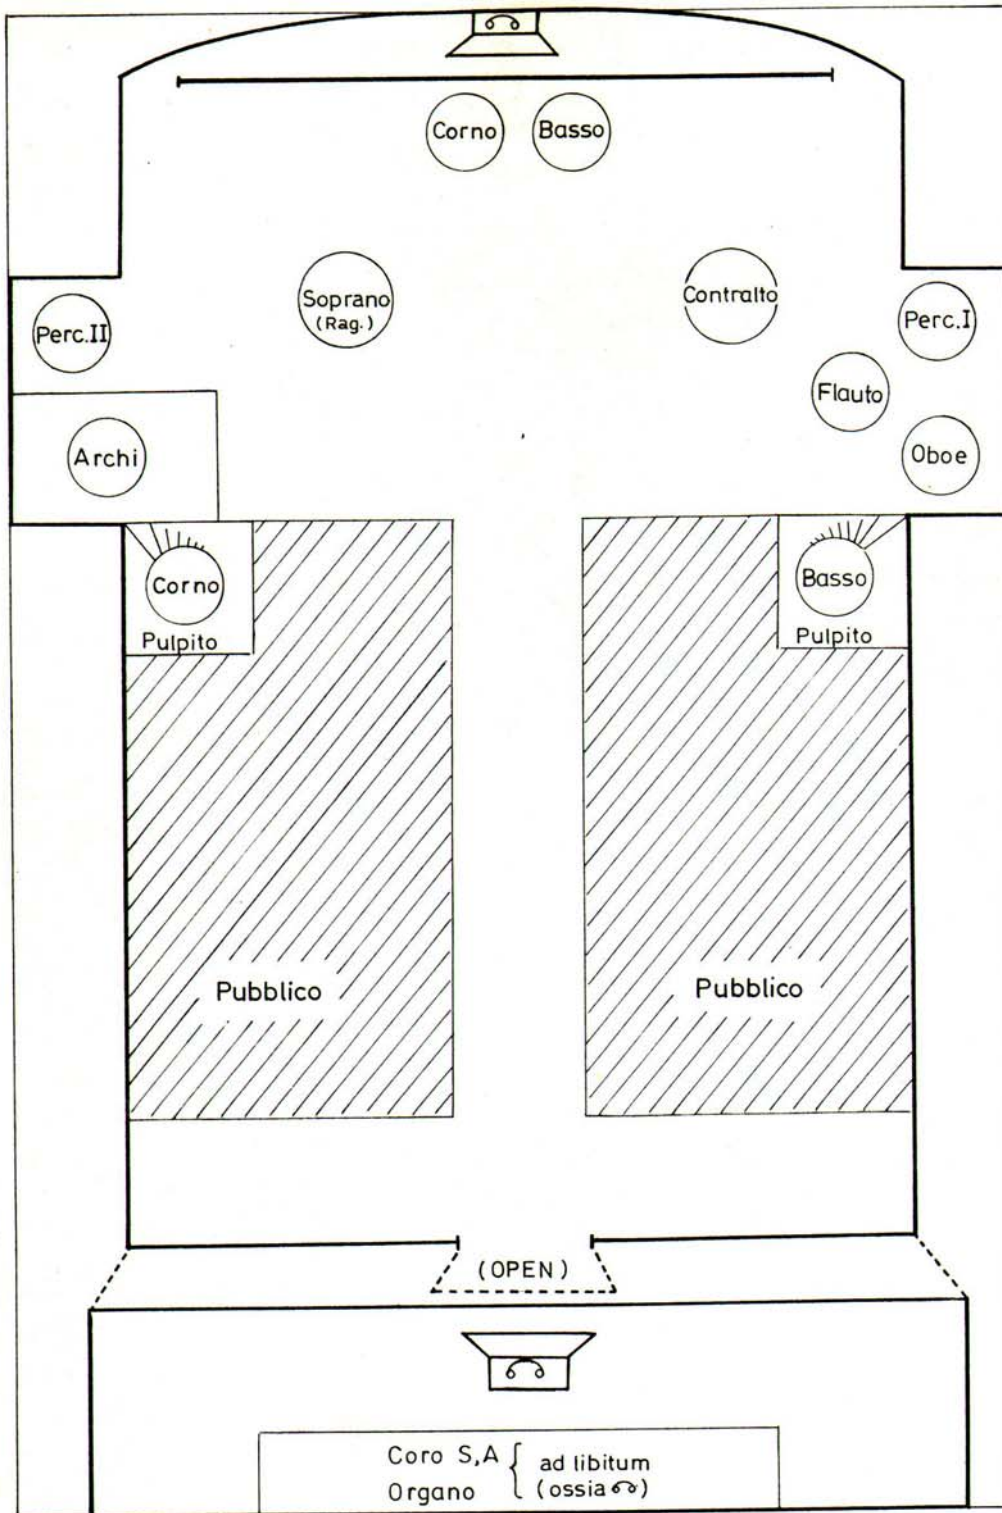 Corno Basso
Soprano
(Rag.)
Contralto
Perc.II
Perc.I
Flauto
Archi
Oboe
Corno
Pulpito
Basso
Pulpito
Pubblico
Pubblico
(OPEN)
Coro S,A
Organo
ad libitum
(ossia)